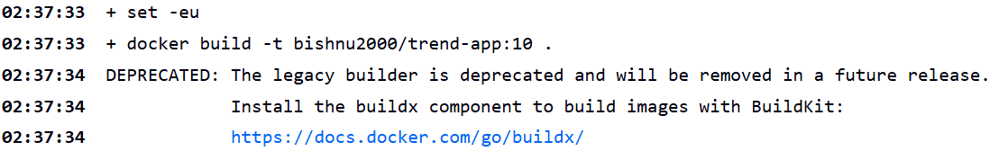 02:37:33 + set -eu
02:37:33 + docker build -t bishnu2000/trend-app:10 .
02:37:34 DEPRECATED: The legacy builder is deprecated and will be removed in a future release.
02:37:34 Install the buildx component to build images with BuildKit:
02:37:34 https://docs.docker.com/go/buildx/